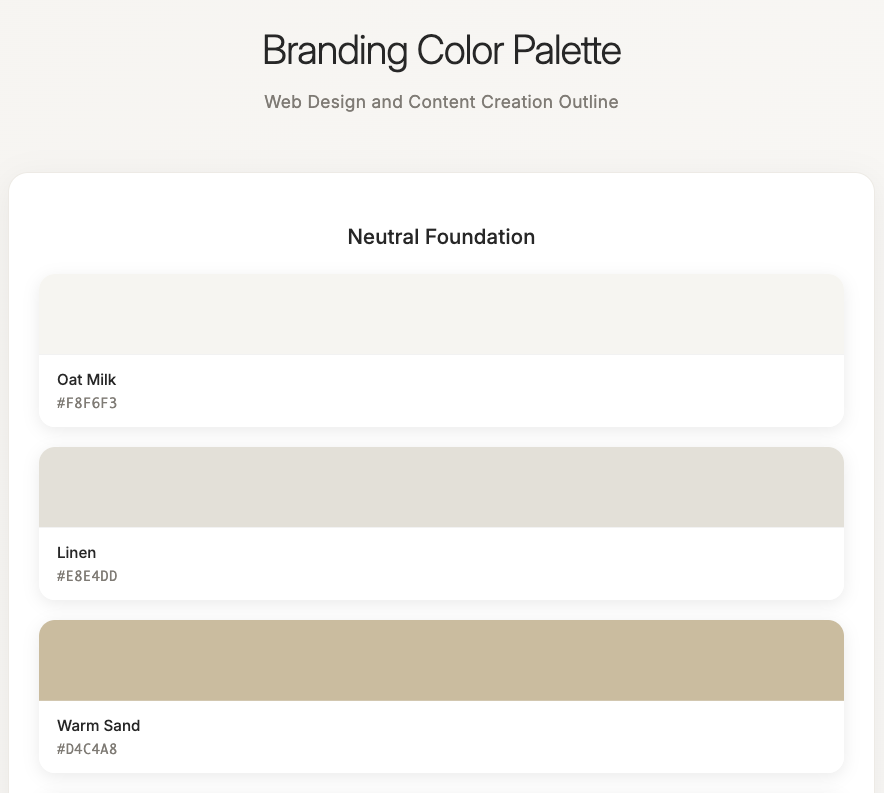 Branding Color Palette
Web Design and Content Creation Outline
Neutral Foundation
Oat Milk
#F8F6F3
Linen
#E8E4DD
Warm Sand
#D4C4A8